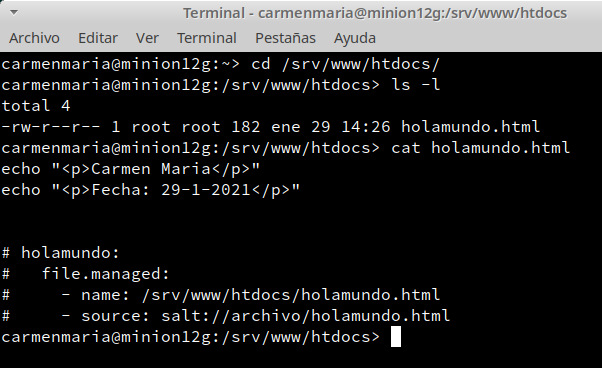 Terminal - carmenmaria@minion12g:/srv/www/htdocs
Archivo Editar Ver Terminal Pestañas Ayuda
carmenmaria@minion12g:~> cd /srv/www/htdocs/
carmenmaria@minion12g:/srv/www/htdocs> ls -l
total 4
-rw-r--r-- 1 root root 182 ene 29 14:26 holamundo.html
carmenmaria@minion12g:/srv/www/htdocs> cat holamundo.html
echo "<p>Carmen Maria</p>"
echo "<p>Fecha: 29-1-2021</p>"
# holamundo:
#   file.managed:
#     - name: /srv/www/htdocs/holamundo.html
#     - source: salt://archivo/holamundo.html
carmenmaria@minion12g:/srv/www/htdocs>